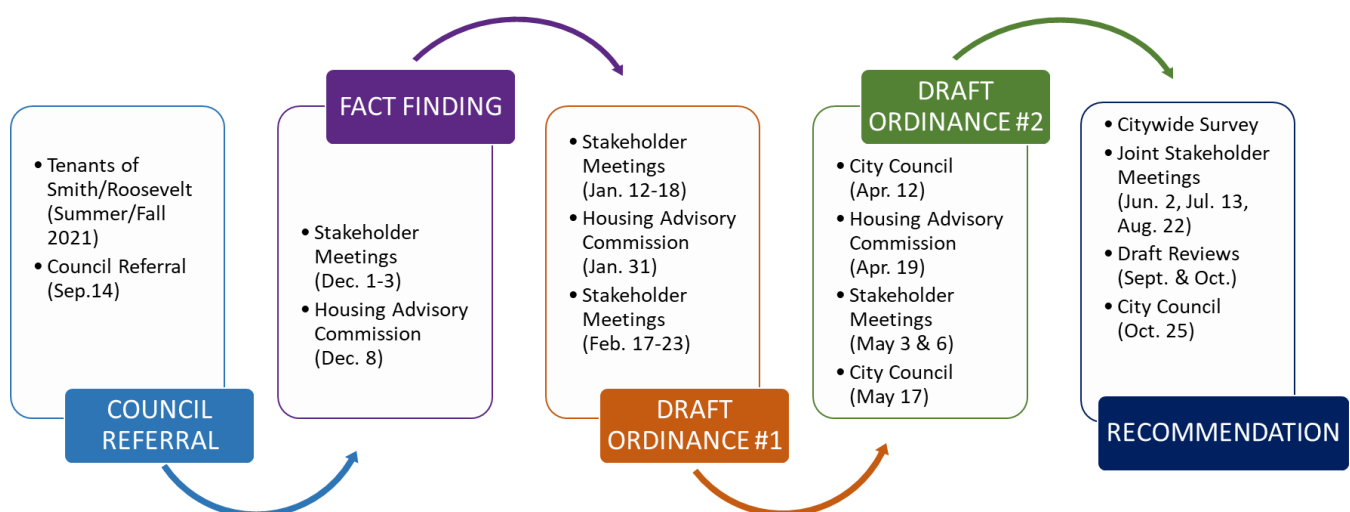 • Tenants of
Smith/Roosevelt
(Summer/Fall
2021)
• Council Referral
(Sep.14)
COUNCIL
REFERRAL
FACT FINDING
• Stakeholder
Meetings
(Dec. 1-3)
• Housing Advisory
Commission
(Dec. 8)
• Stakeholder
Meetings
(Jan. 12-18)
• Housing Advisory
Commission
(Jan. 31)
• Stakeholder
Meetings
(Feb. 17-23)
DRAFT
ORDINANCE #1
DRAFT
ORDINANCE #2
• City Council
(Apr. 12)
• Housing Advisory
Commission
(Apr. 19)
• Stakeholder
Meetings
(May 3 & 6)
• City Council
(May 17)
• Citywide Survey
• Joint Stakeholder
Meetings
(Jun. 2, Jul. 13,
Aug. 22)
• Draft Reviews
(Sept. & Oct.)
• City Council
(Oct. 25)
RECOMMENDATION